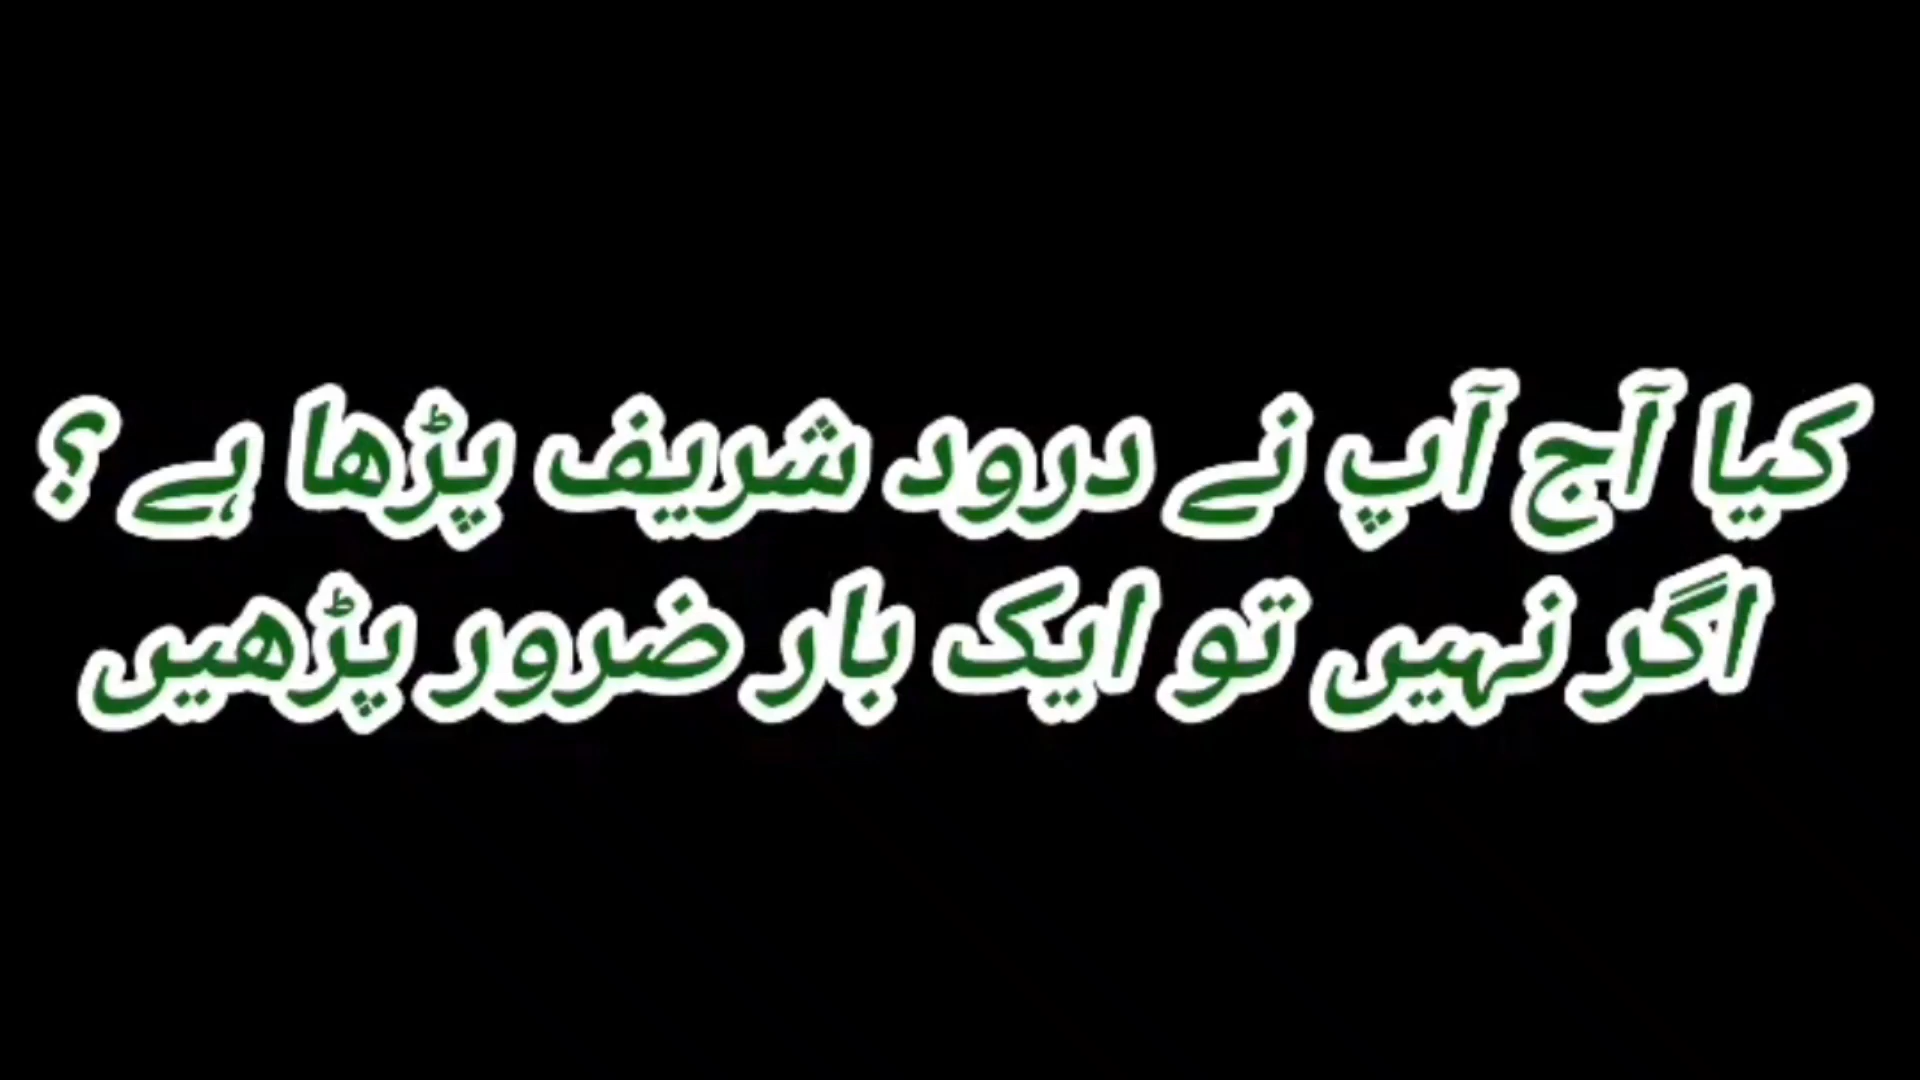 کیا آج آپ نے درود شریف پڑھا ہے ؟
اگر نہیں تو ایک بار ضرور پڑھیں